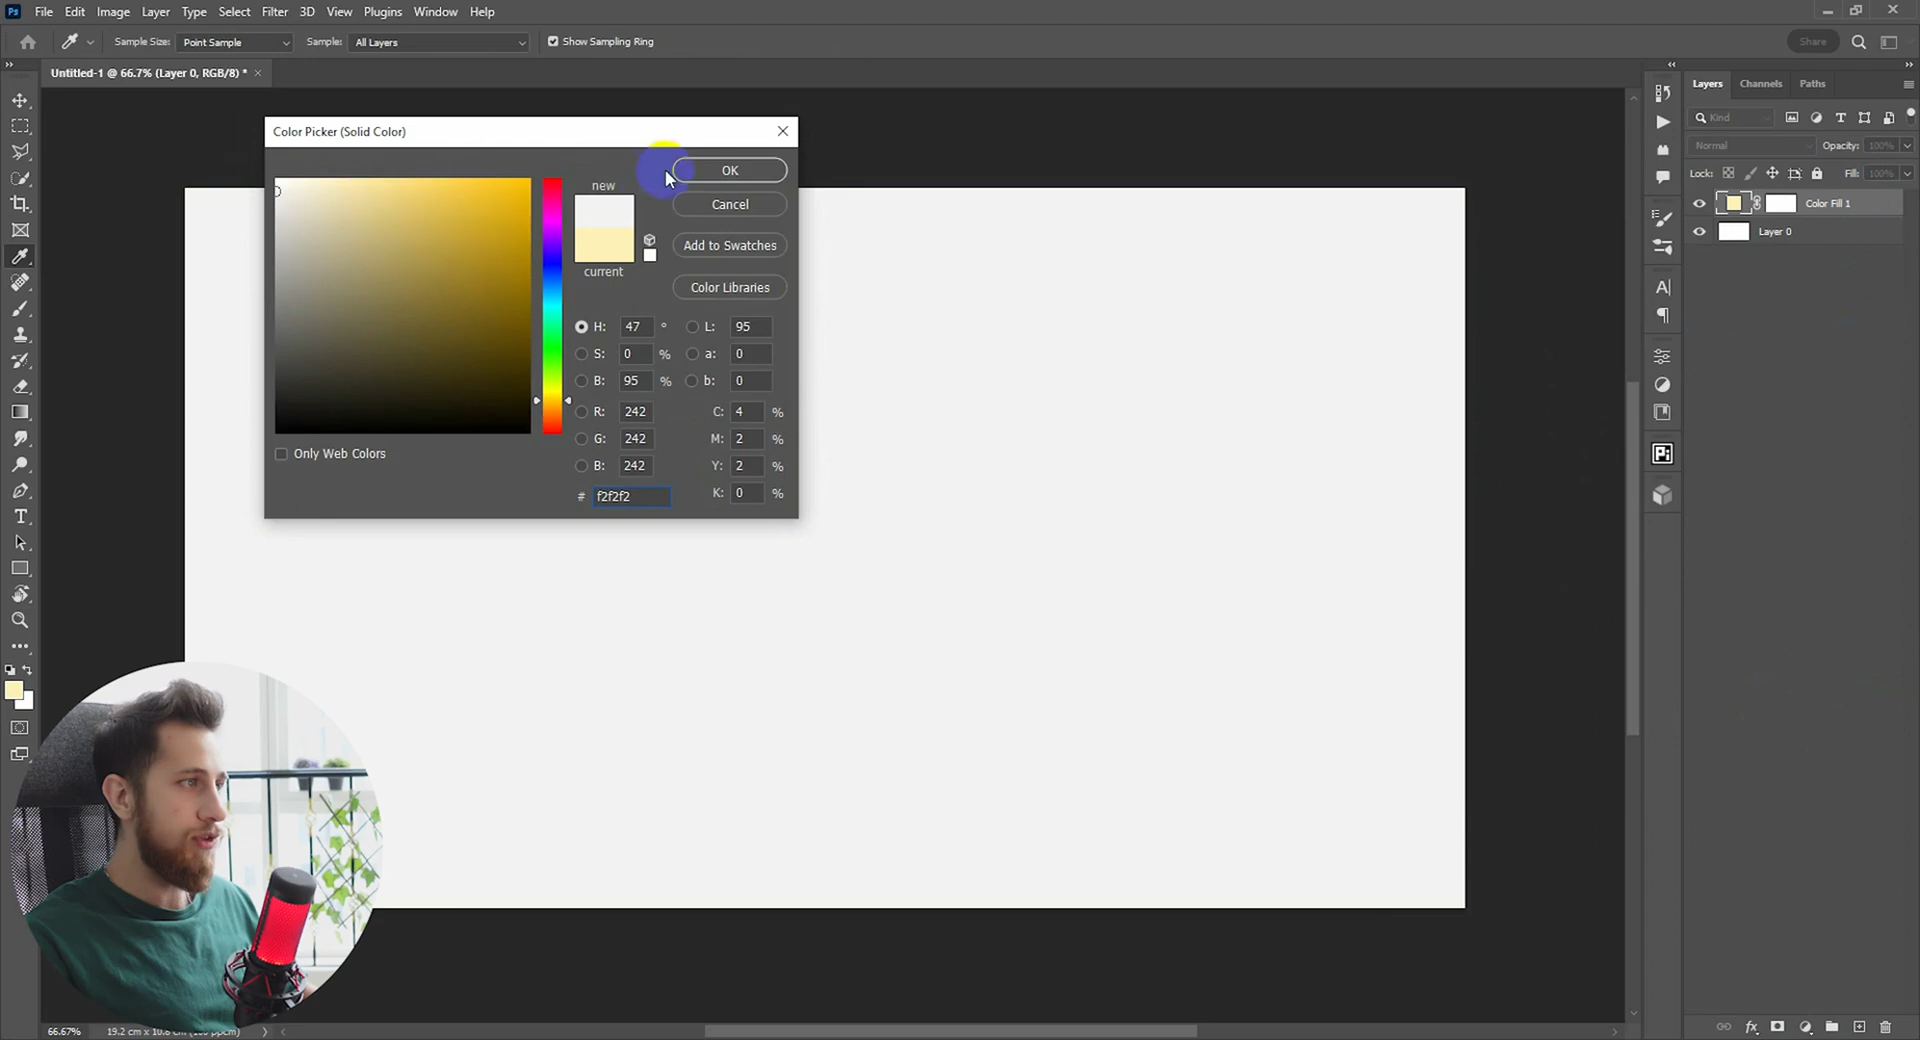 Ps File Edit Image Layer Type Select Filter 3D View Plugins Window Help
Sample Size: Point Sample Sample: All Layers Show Sampling Ring Share
Untitled-1 @ 66.7% (Layer 0, RGB/8) * ×
Layers Channels Paths
Kind
Normal Opacity: 100%
Lock: Fill: 100%
Color Fill 1
Layer 0
Color Picker (Solid Color)
new
current
OK
Cancel
Add to Swatches
Color Libraries
H: 47 ° L: 95
S: 0 % a: 0
B: 95 % b: 0
R: 242 C: 4 %
G: 242 M: 2 %
B: 242 Y: 2 %
# f2f2f2 K: 0 %
Only Web Colors
Pi
66.67% 19.2 cm x 10.8 cm